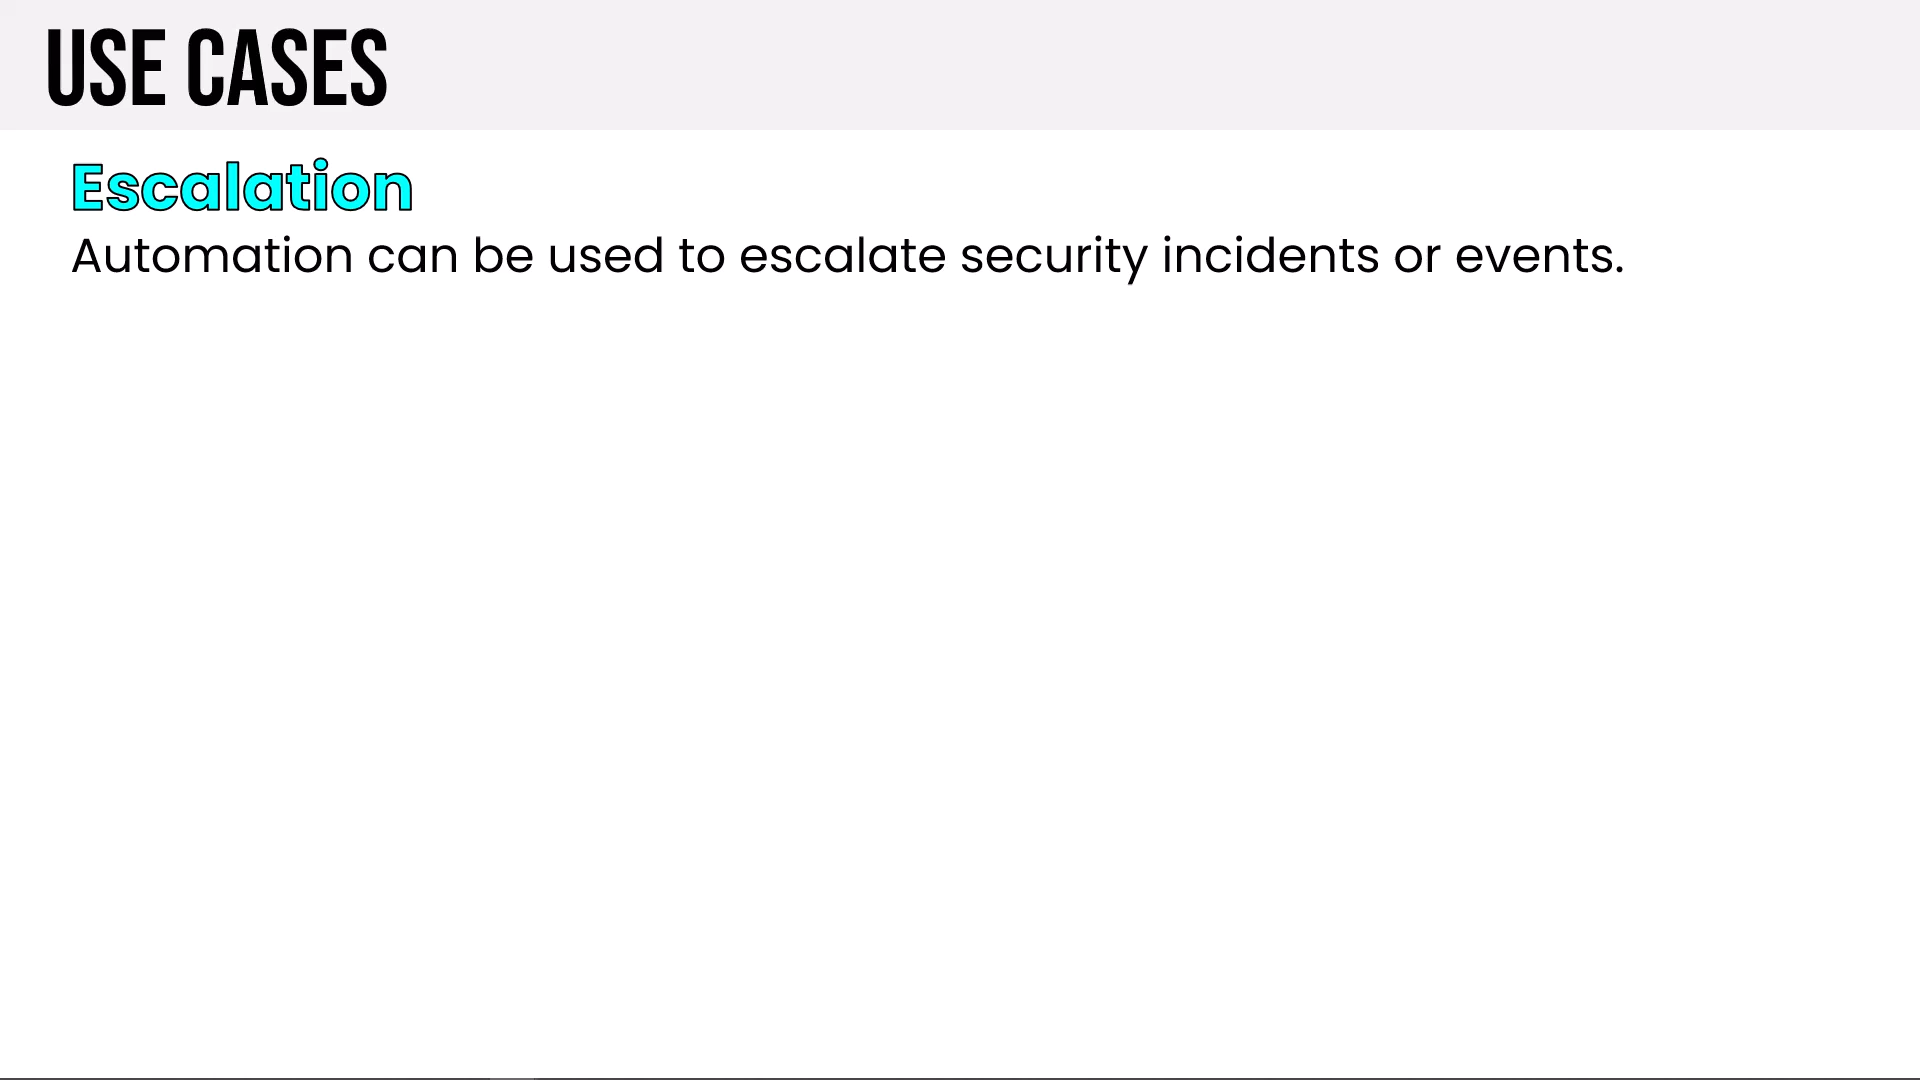 USE CASES
Escalation
Automation can be used to escalate security incidents or events.